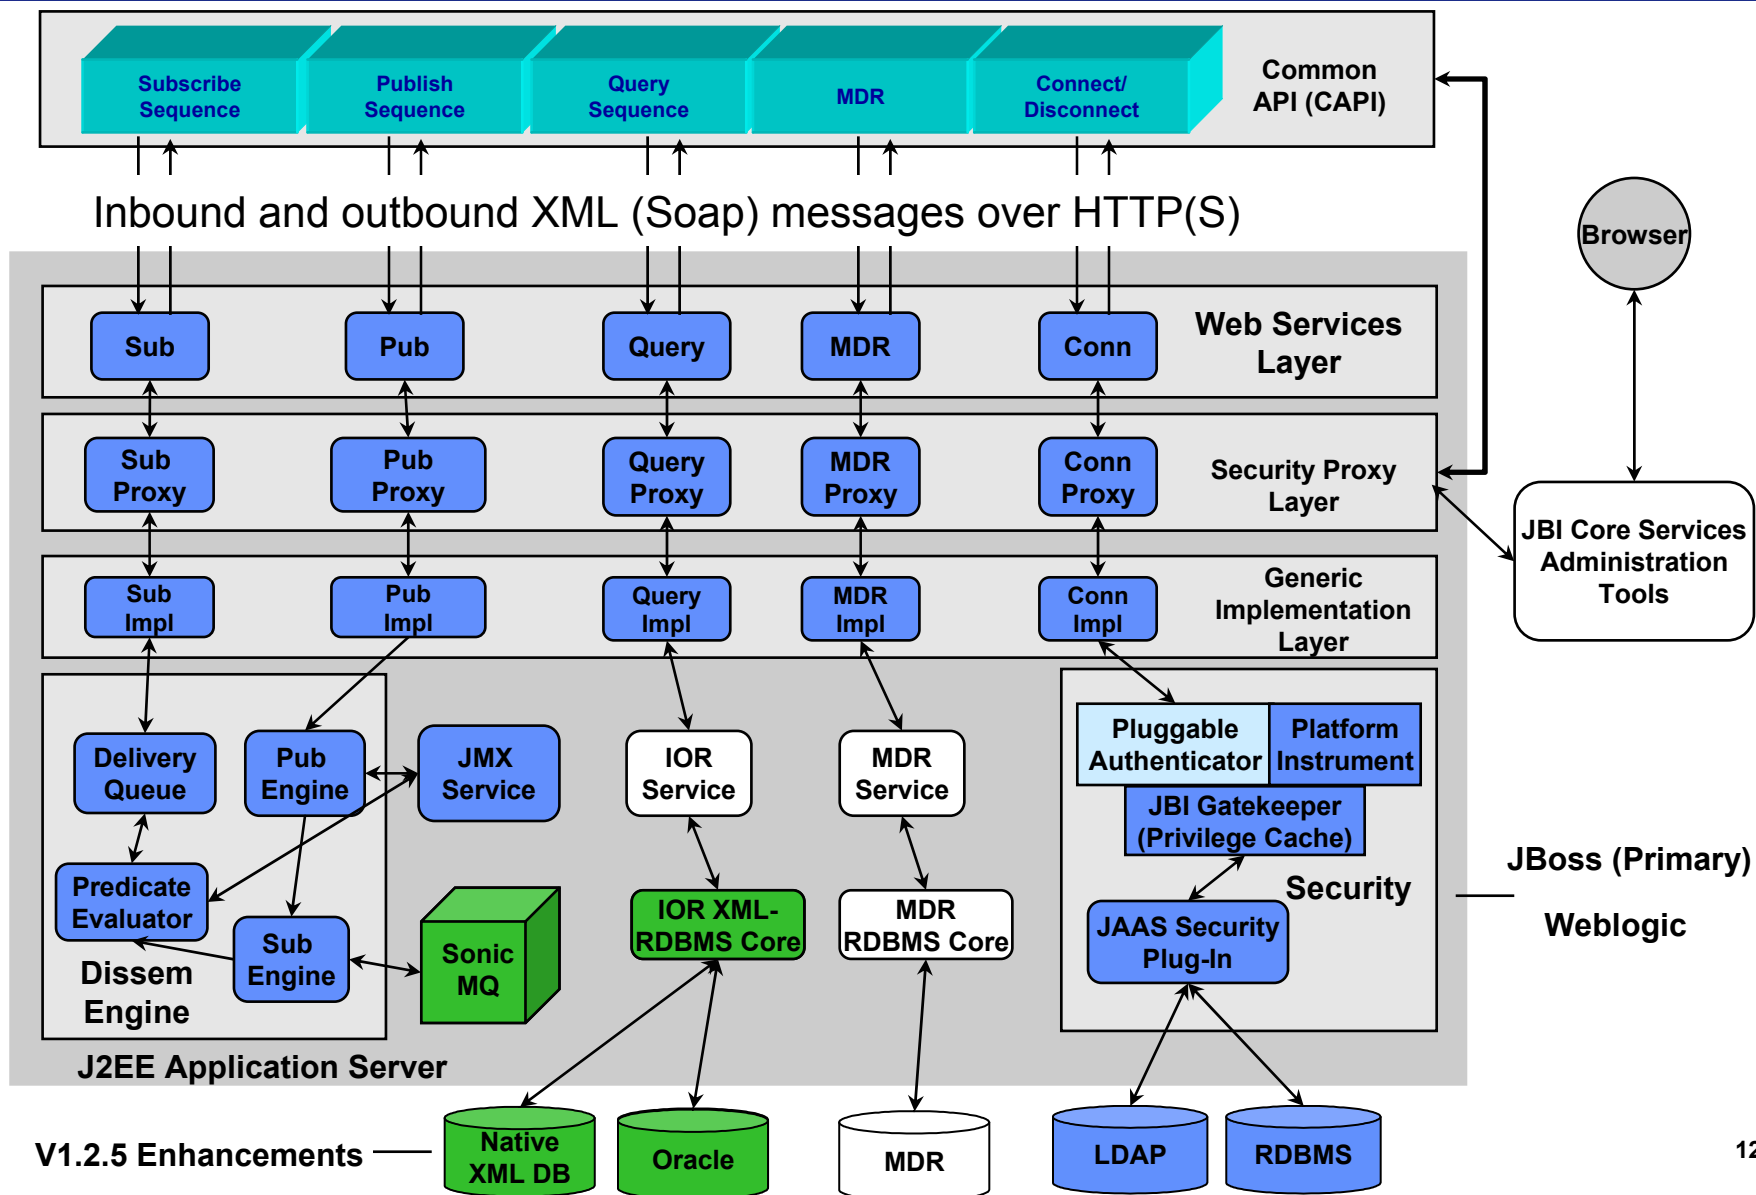 Subscribe
Sequence
Publish
Sequence
Query
Sequence
MDR
Connect/
Disconnect
Common
API (CAPI)
Inbound and outbound XML (Soap) messages over HTTP(S)
Browser
Sub
Pub
Query
MDR
Conn
Web Services
Layer
Sub
Proxy
Pub
Proxy
Query
Proxy
MDR
Proxy
Conn
Proxy
Security Proxy
Layer
JBI Core Services
Administration
Tools
Sub
Impl
Pub
Impl
Query
Impl
MDR
Impl
Conn
Impl
Generic
Implementation
Layer
Delivery
Queue
Pub
Engine
JMX
Service
IOR
Service
MDR
Service
Pluggable
Authenticator
Platform
Instrument
JBI Gatekeeper
(Privilege Cache)
Predicate
Evaluator
Sub
Engine
Sonic
MQ
IOR XML-
RDBMS Core
MDR
RDBMS Core
Security
JAAS Security
Plug-In
JBoss (Primary)
Weblogic
Dissem
Engine
J2EE Application Server
V1.2.5 Enhancements
Native
XML DB
Oracle
MDR
LDAP
RDBMS
12